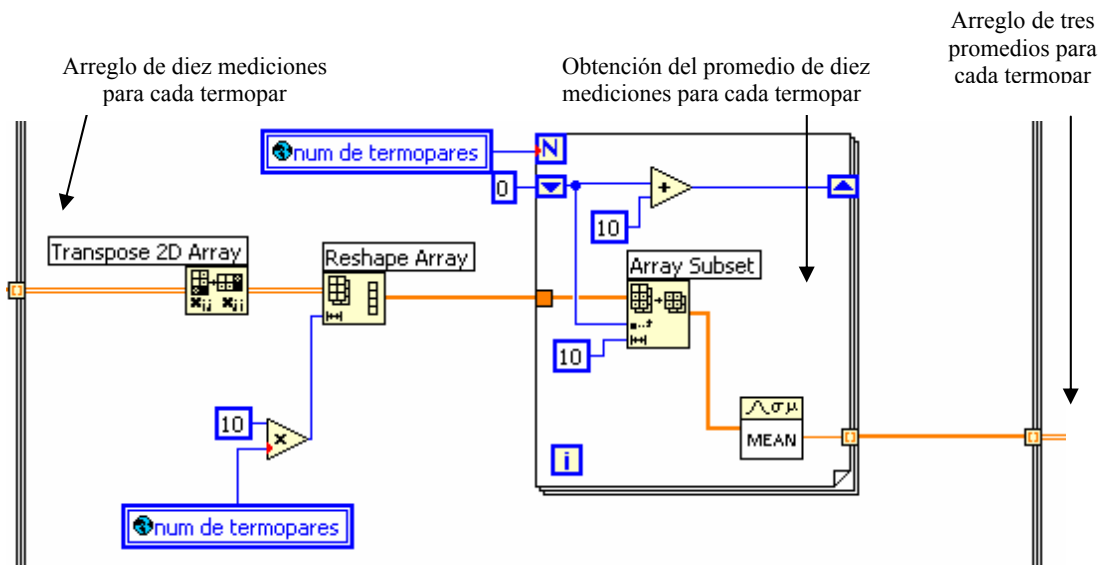 Arreglo de tres
promedios para
cada termopar
Arreglo de diez mediciones
para cada termopar
Obtención del promedio de diez
mediciones para cada termopar
num de termopares
N
0
+
10
Transpose 2D Array
Reshape Array
Array Subset
10
10
x
i
σμ
MEAN
num de termopares